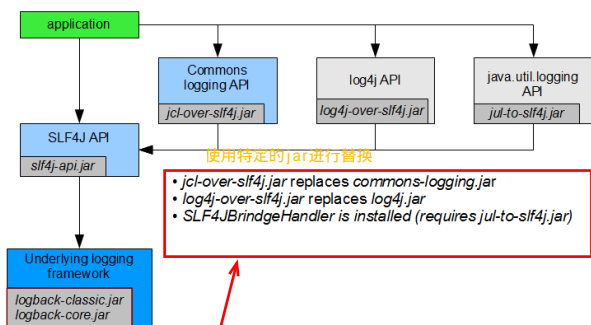 application
Commons
logging API
jcl-over-slf4j.jar
log4j API
log4j-over-slf4j.jar
java.util.logging
API
jul-to-slf4j.jar
SLF4J API
slf4j-api.jar
使用特定的jar进行替换
• jcl-over-slf4j.jar replaces commons-logging.jar
• log4j-over-slf4j.jar replaces log4j.jar
• SLF4JBrindgeHandler is installed (requires jul-to-slf4j.jar)
Underlying logging
framework
logback-classic.jar
logback-core.jar